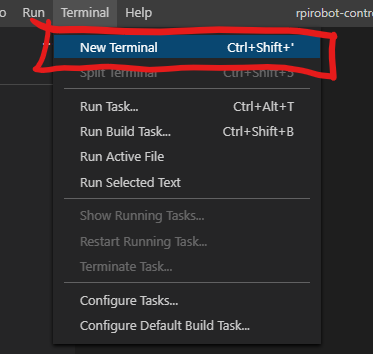 o Run Terminal Help rpirobot-contr
New Terminal Ctrl+Shift+'
Split Terminal Ctrl+Shift+5
Run Task... Ctrl+Alt+T
Run Build Task... Ctrl+Shift+B
Run Active File
Run Selected Text
Show Running Tasks...
Restart Running Task...
Terminate Task...
Configure Tasks...
Configure Default Build Task...